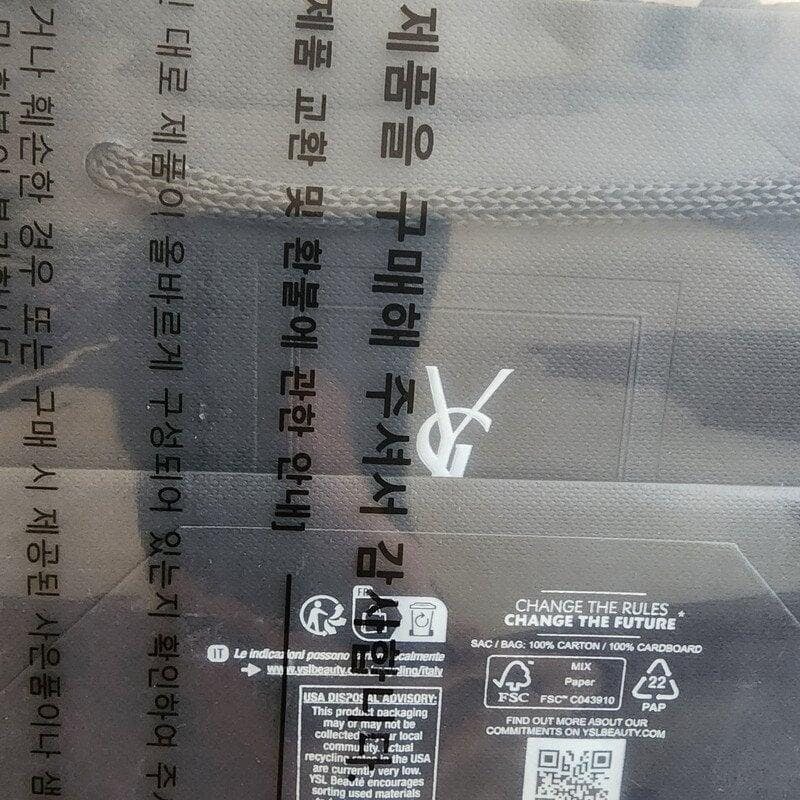 제품을 구매해 주셔서 감사합니다.
제품 교환 및 환불에 관한 안내]
대로 제품이 올바르게 구성되어 있는지 확인하여 주
거나 훼손한 경우 또는 구매 시 제공된 사은품이나 샘
CHANGE THE RULES
CHANGE THE FUTURE*
SAC / BAG: 100% CARTON / 100% CARDBOARD
FSC
MIX
Paper
FSC™ C043910
22
PAP
FIND OUT MORE ABOUT OUR
COMMITMENTS ON YSLBEAUTY.COM
FR
IT Le indicazioni possono
www.yslbeauty
USA DISPOSAL ADVISORY:
This product packaging
may or may not be
collected your local
community. Actual
recycling rates in the USA
are currently very low.
YSL Beauté encourages
sorting used materials